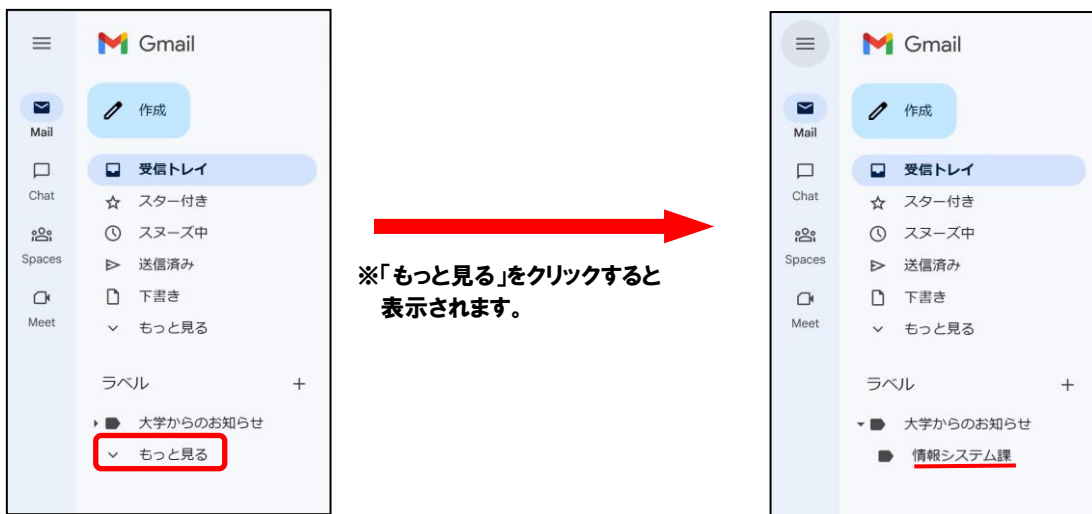 Gmail
作成
Mail
受信トレイ
Chat
スター付き
スヌーズ中
Spaces
送信済み
下書き
Meet
もっと見る
ラベル
大学からのお知らせ
もっと見る
※「もっと見る」をクリックすると
表示されます。
Gmail
作成
Mail
受信トレイ
Chat
スター付き
スヌーズ中
Spaces
送信済み
下書き
Meet
もっと見る
ラベル
大学からのお知らせ
情報システム課